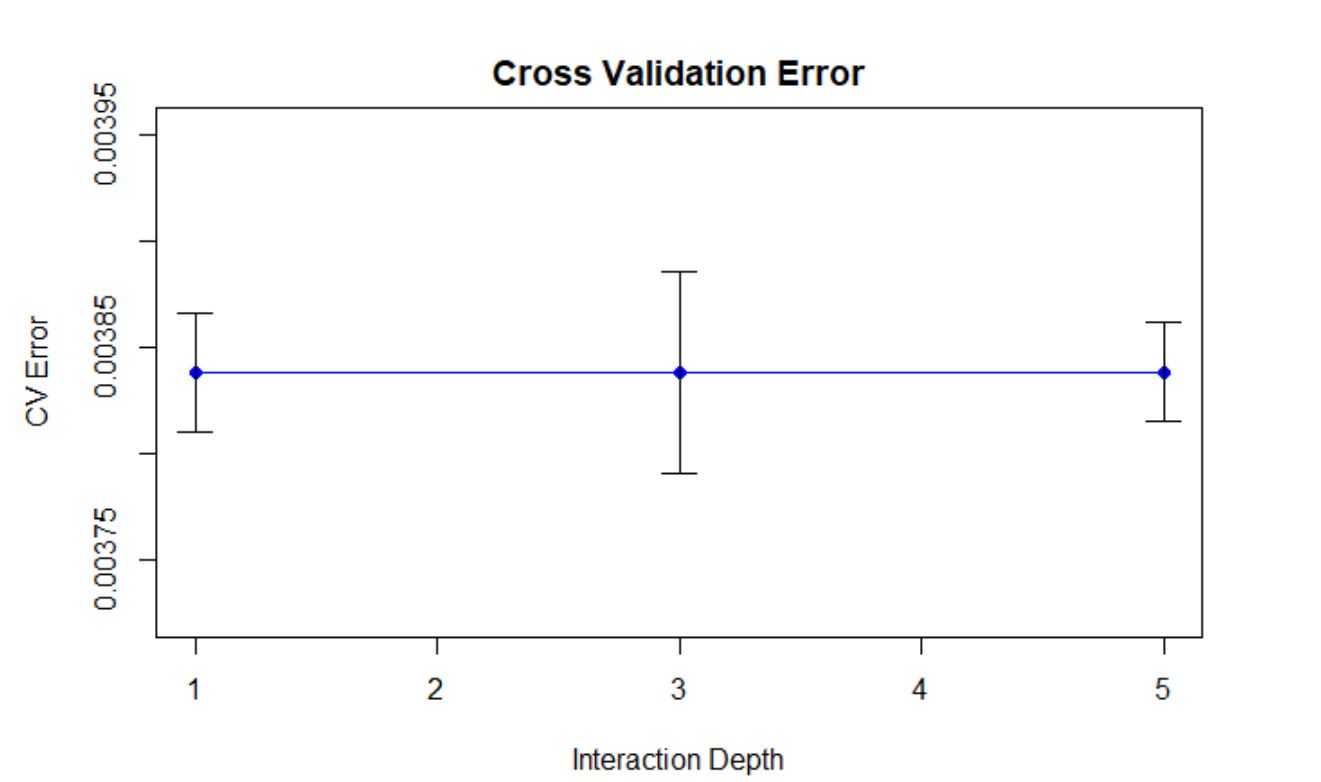 Cross Validation Error
0.00395
0.00385
0.00375
CV Error
1 2 3 4 5
Interaction Depth